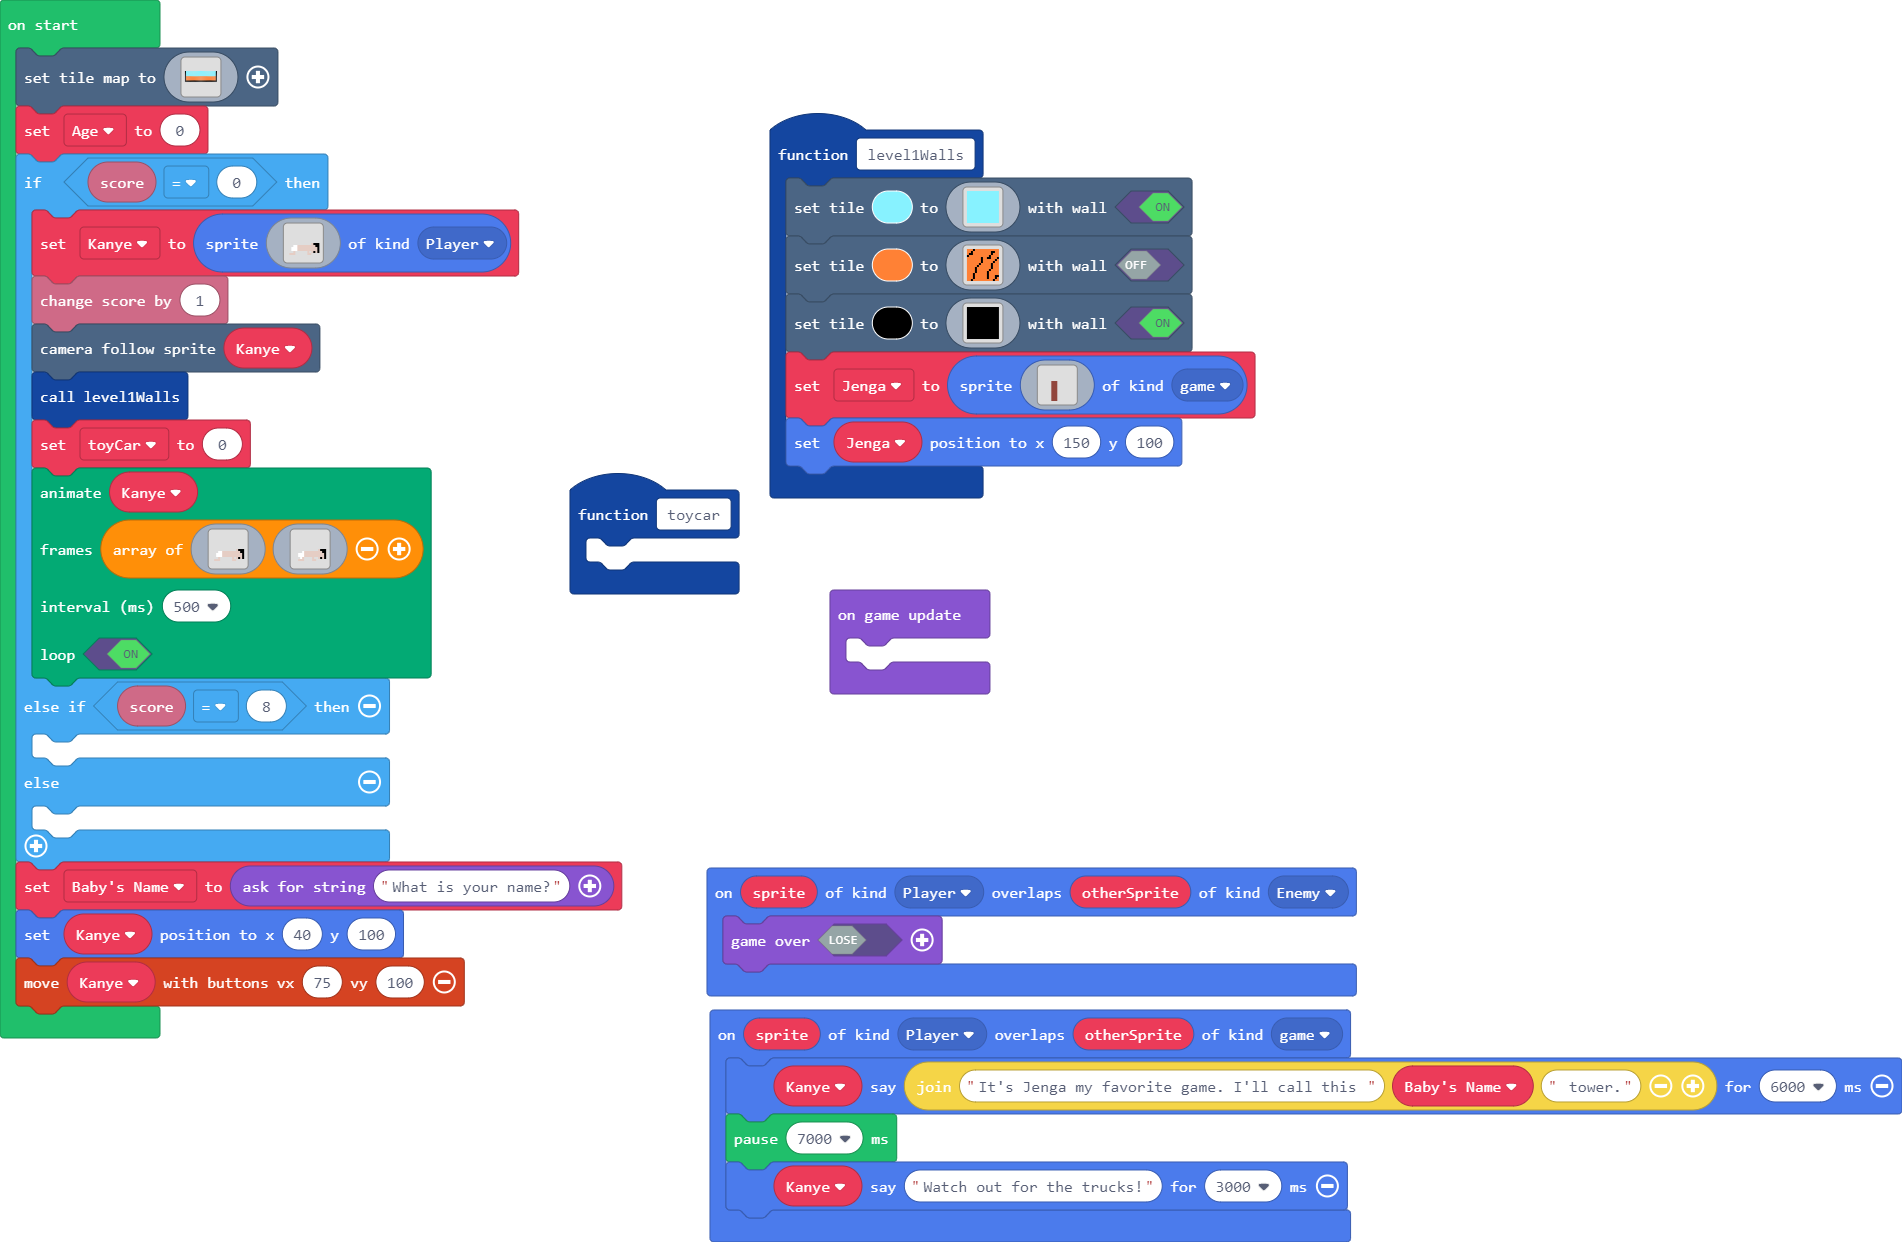 on start
set tile map to
set Age to 0
if score = 0 then
set Kanye to sprite of kind Player
change score by 1
camera follow sprite Kanye
call level1Walls
set toyCar to 0
animate Kanye
frames array of
interval (ms) 500
loop ON
else if score = 8 then
else
set Baby's Name to ask for string "What is your name?"
set Kanye position to x 40 y 100
move Kanye with buttons vx 75 vy 100
function level1Walls
set tile to with wall ON
set tile to with wall OFF
set tile to with wall ON
set Jenga to sprite of kind game
set Jenga position to x 150 y 100
function toycar
on game update
on sprite of kind Player overlaps otherSprite of kind Enemy
game over LOSE
on sprite of kind Player overlaps otherSprite of kind game
Kanye say join "It's Jenga my favorite game. I'll call this " Baby's Name " tower." for 6000 ms
pause 7000 ms
Kanye say "Watch out for the trucks!" for 3000 ms